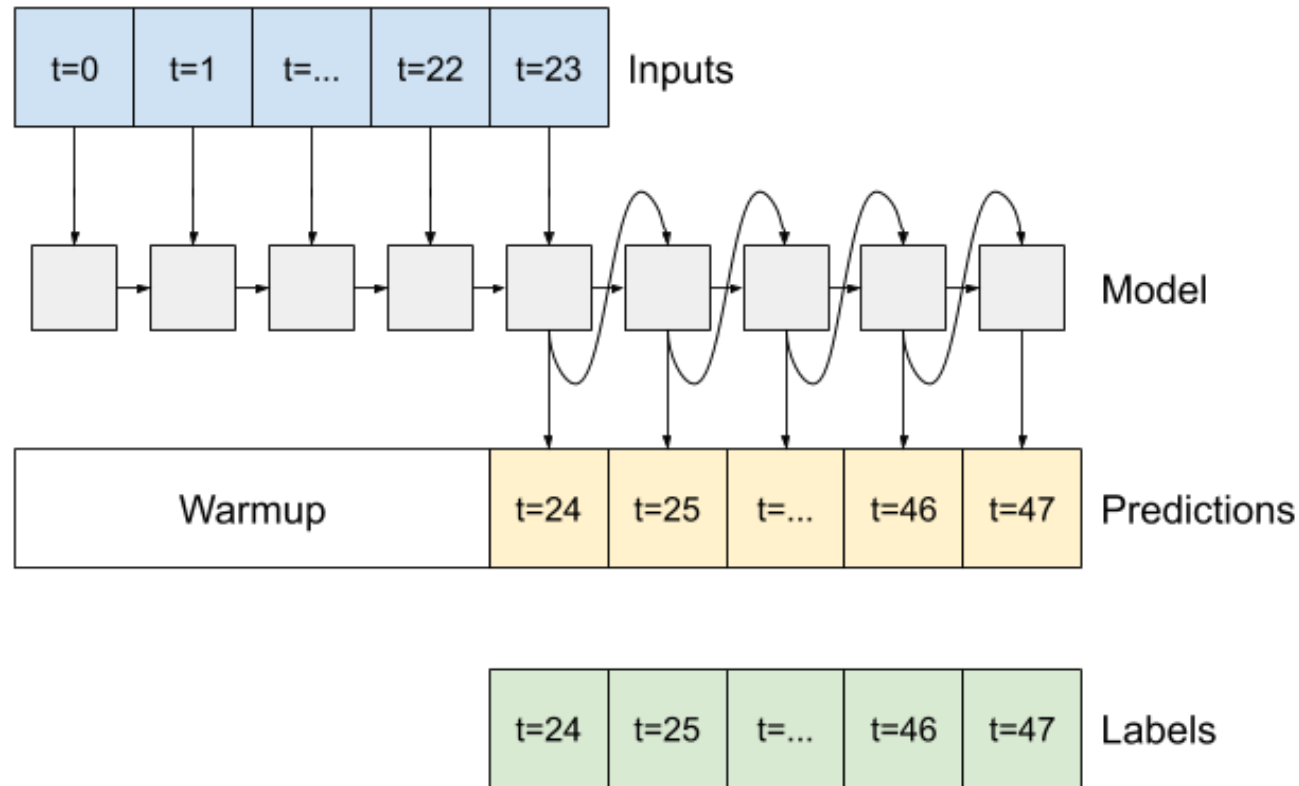 t=0 t=1 t=... t=22 t=23 Inputs
Model
Warmup t=24 t=25 t=... t=46 t=47 Predictions
t=24 t=25 t=... t=46 t=47 Labels